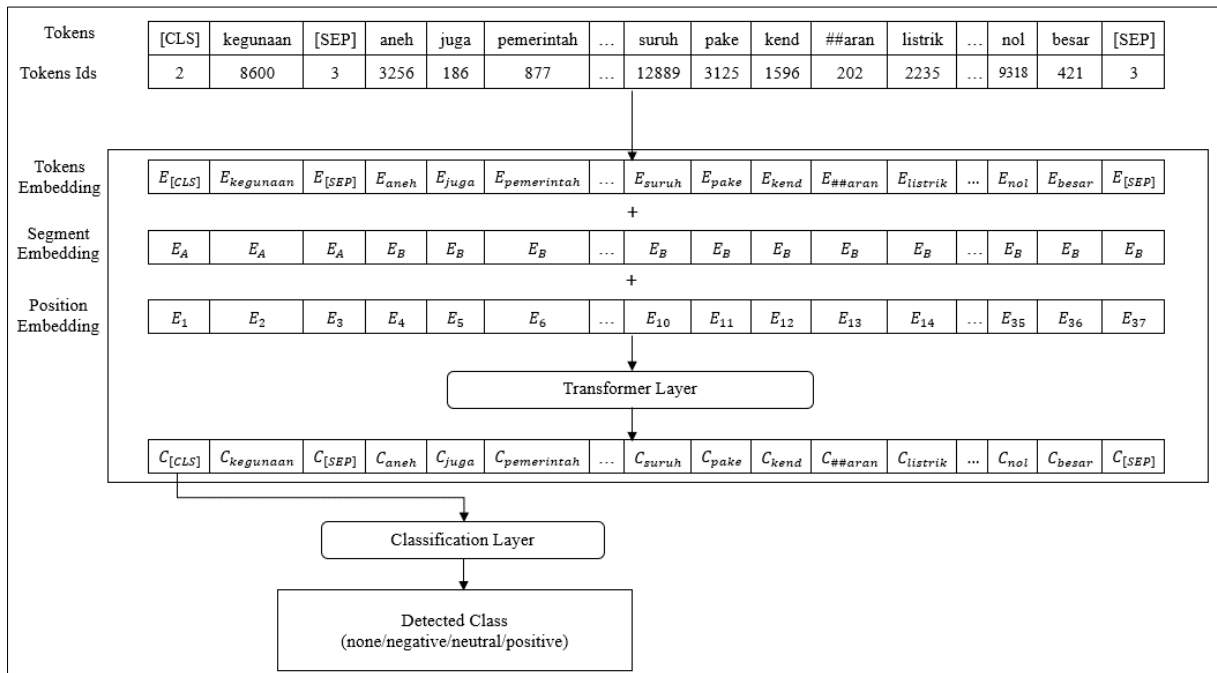 Tokens [CLS] kegunaan [SEP] aneh juga pemerintah ... suruh pake kend ##aran listrik ... nol besar [SEP]
Tokens Ids 2 8600 3 3256 186 877 ... 12889 3125 1596 202 2235 ... 9318 421 3
Tokens
Embedding
E[CLS] Ekegunaan E[SEP] Eaneh Ejuga Epemerintah ... Esuruh Epake Ekend E##aran Elistrik ... Enol Ebesar E[SEP]
+
Segment
Embedding
EA EA EA EB EB EB ... EB EB EB EB EB ... EB EB EB
+
Position
Embedding
E1 E2 E3 E4 E5 E6 ... E10 E11 E12 E13 E14 ... E35 E36 E37
Transformer Layer
C[CLS] Ckegunaan C[SEP] Caneh Cjuga Cpemerintah ... Csuruh Cpake Ckend C##aran Clistrik ... Cnol Cbesar C[SEP]
Classification Layer
Detected Class
(none/negative/neutral/positive)